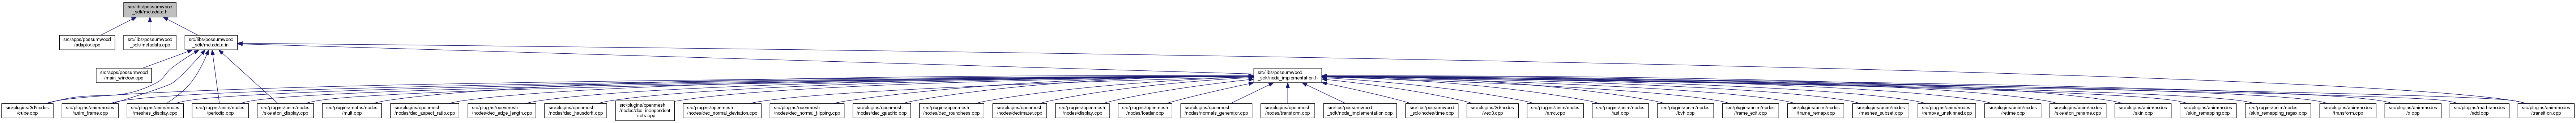 src/libs/possumwood
_sdk/metadata.h
src/apps/possumwood
/adaptor.cpp
src/libs/possumwood
_sdk/metadata.cpp
src/libs/possumwood
_sdk/metadata.inl
src/apps/possumwood
/main_window.cpp
src/libs/possumwood
_sdk/node_implementation.h
src/plugins/3d/nodes
/cube.cpp
src/plugins/anim/nodes
/anim_frame.cpp
src/plugins/anim/nodes
/meshes_display.cpp
src/plugins/anim/nodes
/periodic.cpp
src/plugins/anim/nodes
/skeleton_display.cpp
src/plugins/maths/nodes
/mult.cpp
src/plugins/openmesh
/nodes/dec_aspect_ratio.cpp
src/plugins/openmesh
/nodes/dec_edge_length.cpp
src/plugins/openmesh
/nodes/dec_hausdorff.cpp
src/plugins/openmesh
/nodes/dec_independent
_sets.cpp
src/plugins/openmesh
/nodes/dec_normal_deviation.cpp
src/plugins/openmesh
/nodes/dec_normal_flipping.cpp
src/plugins/openmesh
/nodes/dec_quadric.cpp
src/plugins/openmesh
/nodes/dec_roundness.cpp
src/plugins/openmesh
/nodes/decimater.cpp
src/plugins/openmesh
/nodes/display.cpp
src/plugins/openmesh
/nodes/loader.cpp
src/plugins/openmesh
/nodes/normals_generator.cpp
src/plugins/openmesh
/nodes/transform.cpp
src/libs/possumwood
_sdk/node_implementation.cpp
src/libs/possumwood
_sdk/nodes/time.cpp
src/plugins/3d/nodes
/vec3.cpp
src/plugins/anim/nodes
/amc.cpp
src/plugins/anim/nodes
/asf.cpp
src/plugins/anim/nodes
/bvh.cpp
src/plugins/anim/nodes
/frame_edit.cpp
src/plugins/anim/nodes
/frame_remap.cpp
src/plugins/anim/nodes
/meshes_subset.cpp
src/plugins/anim/nodes
/remove_unskinned.cpp
src/plugins/anim/nodes
/retime.cpp
src/plugins/anim/nodes
/skeleton_rename.cpp
src/plugins/anim/nodes
/skin.cpp
src/plugins/anim/nodes
/skin_remapping.cpp
src/plugins/anim/nodes
/skin_remapping_regex.cpp
src/plugins/anim/nodes
/transform.cpp
src/plugins/anim/nodes
src/plugins/maths/nodes
/add.cpp
src/plugins/anim/nodes
/transition.cpp